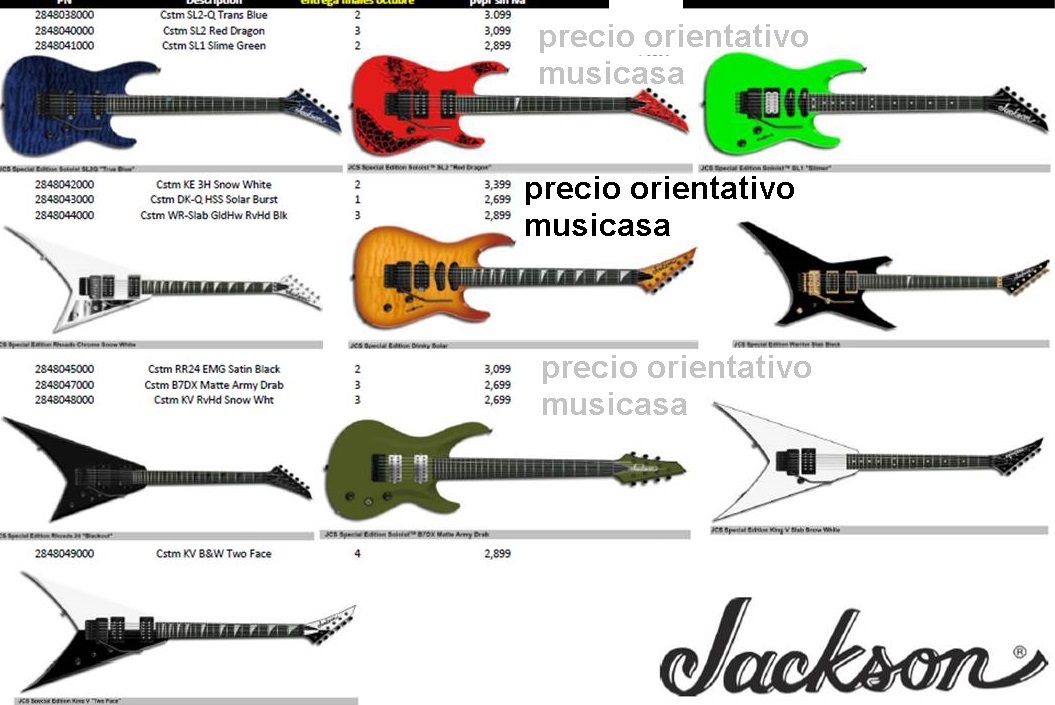 PN Description entrega finales octubre pvpr sin iva
2848038000 Cstm SL2-Q Trans Blue 2 3.099
2848040000 Cstm SL2 Red Dragon 3 3,099
2848041000 Cstm SL1 Slime Green 2 2,899
precio orientativo
musicasa
Jackson
JCS Special Edition Soloist SL2Q "True Blue"
JCS Special Edition Soloist™ SL2 "Red Dragon"
JCS Special Edition Soloist™ SL1 "Slimer"
2848042000 Cstm KE 3H Snow White 2 3,399
2848043000 Cstm DK-Q HSS Solar Burst 1 2,699
2848044000 Cstm WR-Slab GldHw RvHd Blk 3 2,899
precio orientativo
musicasa
JCS Special Edition Rhoads Chrome Snow White
JCS Special Edition Dinky Solar
JCS Special Edition Warrior Slab Black
2848045000 Cstm RR24 EMG Satin Black 2 3,099
2848047000 Cstm B7DX Matte Army Drab 3 2,699
2848048000 Cstm KV RvHd Snow Wht 3 2,699
precio orientativo
musicasa
JCS Special Edition Rhoads 24 "Blackout"
JCS Special Edition Soloist™ B7DX Matte Army Drab
JCS Special Edition King V Slab Snow White
2848049000 Cstm KV B&W Two Face 4 2,899
JCS Special Edition King V "Two Face"
Jackson®